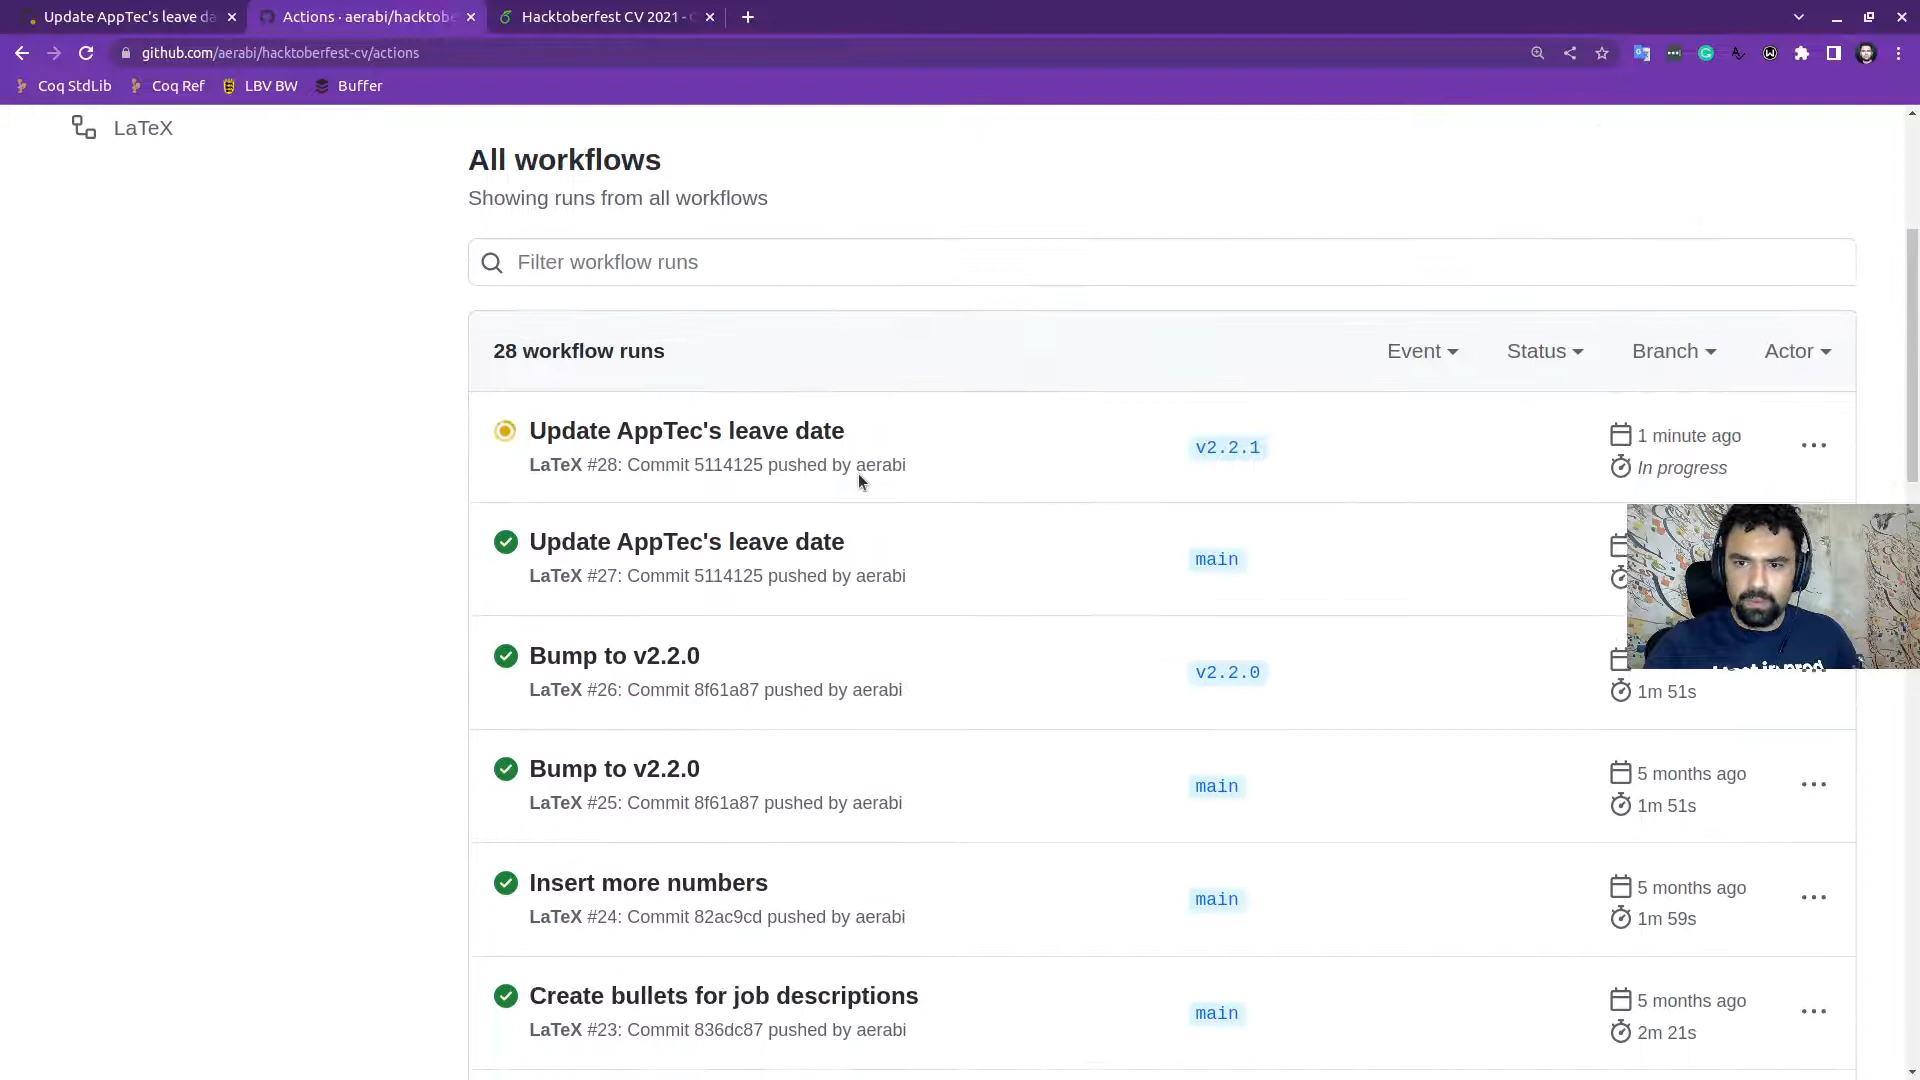 Update AppTec's leave da
Actions · aerabi/hacktobe
Hacktoberfest CV 2021 -
github.com/aerabi/hacktoberfest-cv/actions
Coq StdLib
Coq Ref
LBV BW
Buffer
LaTeX
All workflows
Showing runs from all workflows
Filter workflow runs
28 workflow runs
Event
Status
Branch
Actor
Update AppTec's leave date
v2.2.1
1 minute ago
LaTeX #28: Commit 5114125 pushed by aerabi
In progress
Update AppTec's leave date
main
LaTeX #27: Commit 5114125 pushed by aerabi
Bump to v2.2.0
v2.2.0
LaTeX #26: Commit 8f61a87 pushed by aerabi
1m 51s
Bump to v2.2.0
main
5 months ago
LaTeX #25: Commit 8f61a87 pushed by aerabi
1m 51s
Insert more numbers
main
5 months ago
LaTeX #24: Commit 82ac9cd pushed by aerabi
1m 59s
Create bullets for job descriptions
main
5 months ago
LaTeX #23: Commit 836dc87 pushed by aerabi
2m 21s